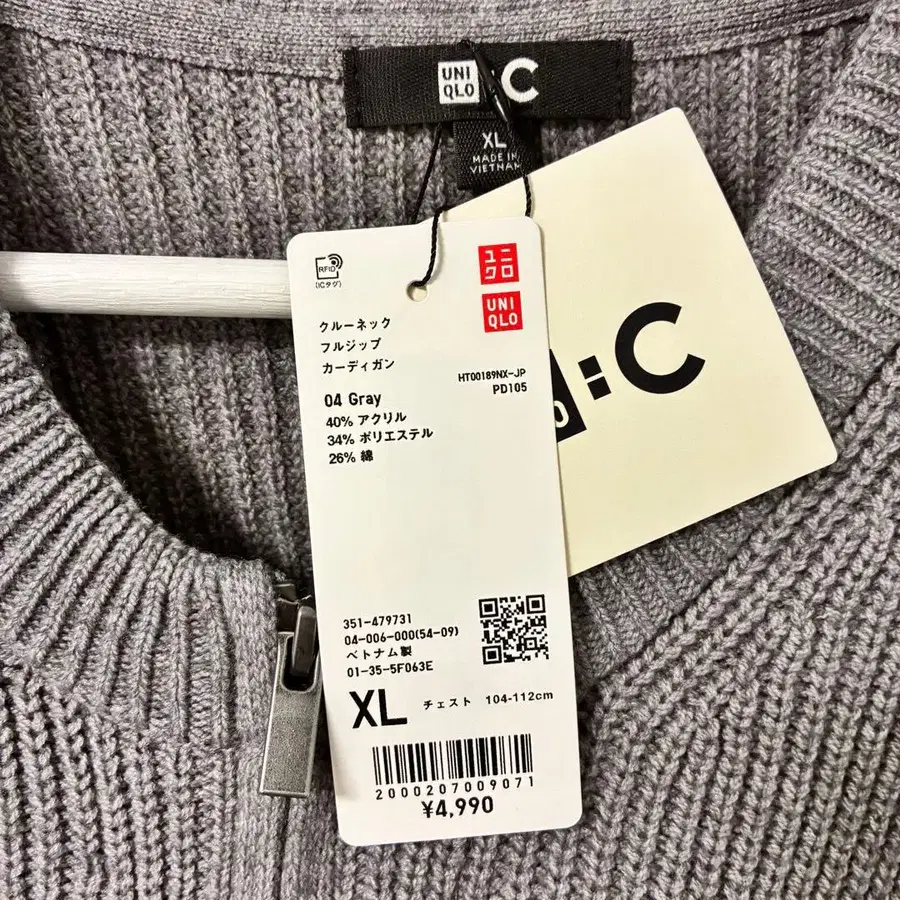 UNI
QLO
:C
XL
MADE IN
VIETNAM
RFID
(ICタグ)
ユニ
クロ
UNI
QLO
クルーネック
フルジップ
カーディガン
HT00189NX-JP
PD105
04 Gray
40% アクリル
34% ポリエステル
26% 綿
:C
351-479731
04-006-000(54-09)
ベトナム製
01-35-5F063E
XL チェスト 104-112cm
2000207009071
¥4,990